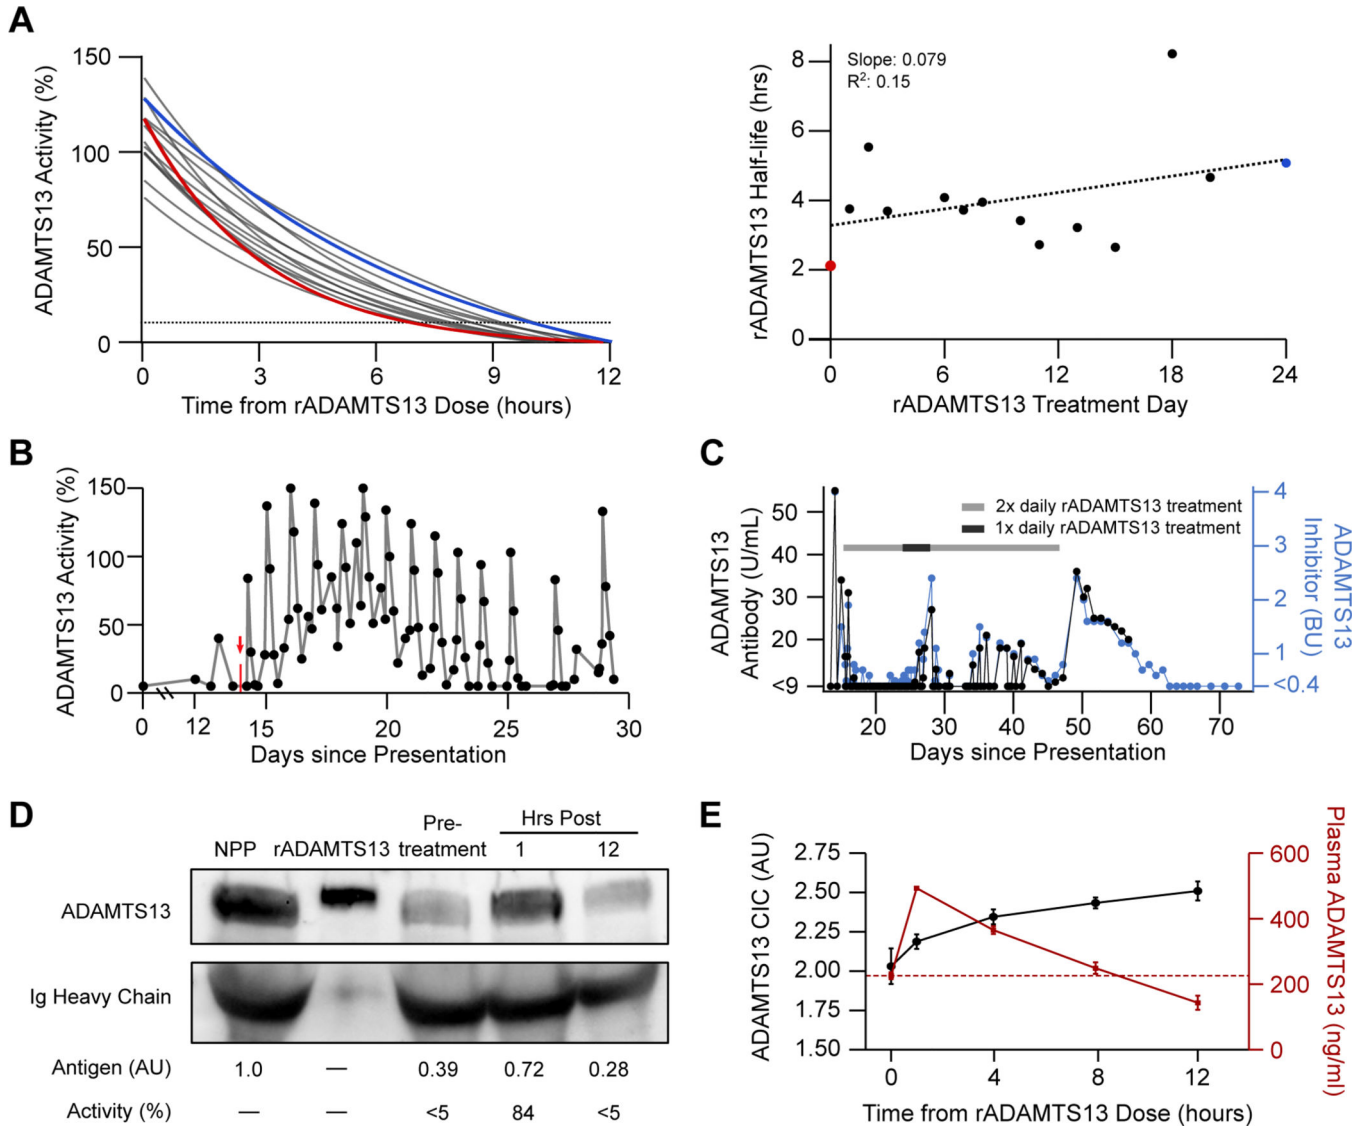 A
ADAMTS13 Activity (%)
150
100
50
0
0 3 6 9 12
Time from rADAMTS13 Dose (hours)
rADAMTS13 Half-life (hrs)
Slope: 0.079
R²: 0.15
8
6
4
2
0
0 6 12 18 24
rADAMTS13 Treatment Day
B
ADAMTS13 Activity (%)
150
100
50
0
0 12 15 20 25 30
Days since Presentation
C
ADAMTS13
Antibody (U/mL)
50
40
30
20
<9
2x daily rADAMTS13 treatment
1x daily rADAMTS13 treatment
4
3
2
1
<0.4
ADAMTS13
Inhibitor (BU)
20 30 40 50 60 70
Days since Presentation
D
Pre- Hrs Post
NPP rADAMTS13 treatment 1 12
ADAMTS13
Ig Heavy Chain
Antigen (AU) 1.0 — 0.39 0.72 0.28
Activity (%) — — <5 84 <5
E
ADAMTS13 CIC (AU)
2.75
2.50
2.25
2.00
1.75
1.50
600
400
200
0
Plasma ADAMTS13 (ng/ml)
0 4 8 12
Time from rADAMTS13 Dose (hours)